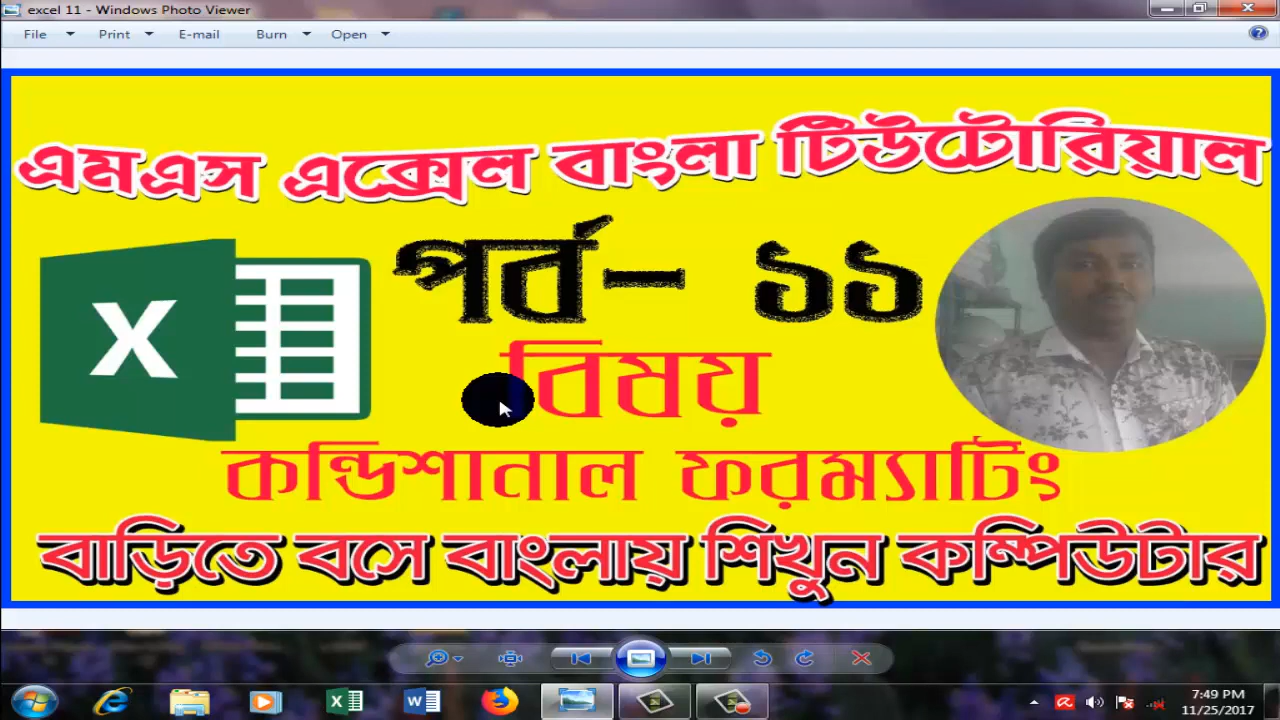 excel 11 - Windows Photo Viewer
File Print E-mail Burn Open
এমএস এক্সেল বাংলা টিউটোরিয়াল
পর্ব- ১১
X
বিষয়
কন্ডিশানাল ফরম্যাটিং
বাড়িতে বসে বাংলায় শিখুন কম্পিউটার
7:49 PM
11/25/2017